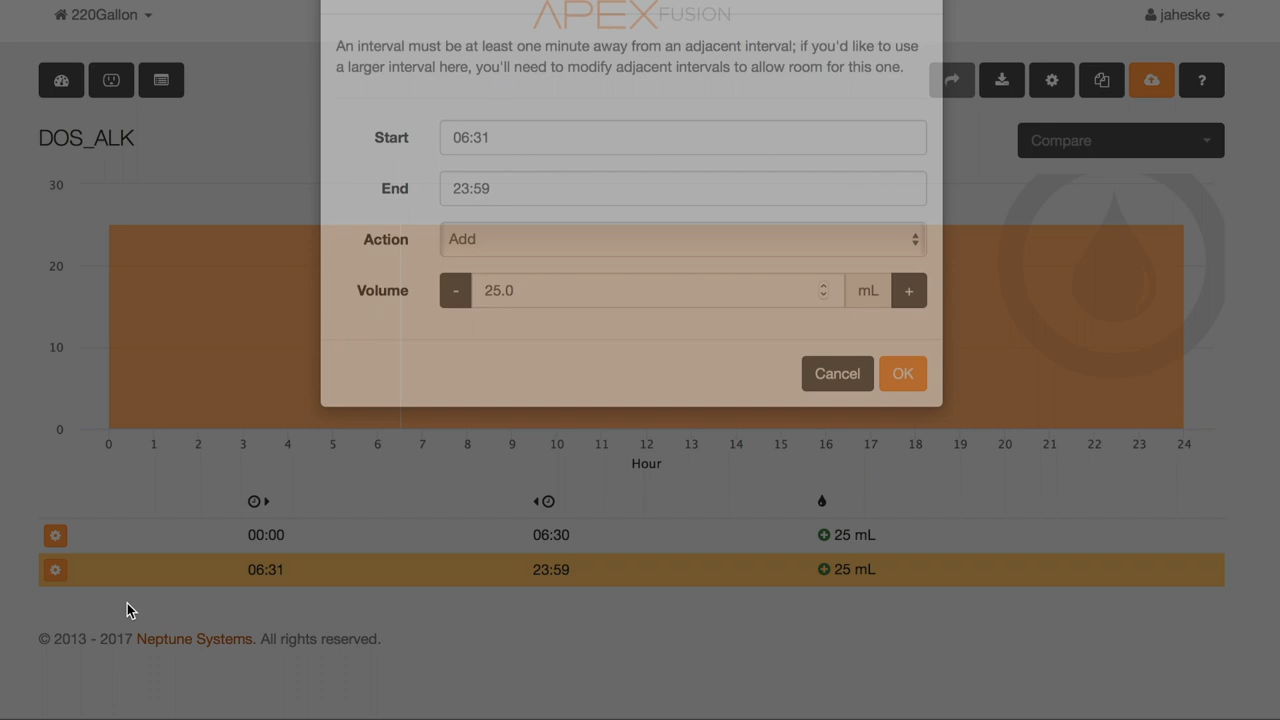 220Gallon
jaheske
APEX FUSION
An interval must be at least one minute away from an adjacent interval; if you'd like to use
a larger interval here, you'll need to modify adjacent intervals to allow room for this one.
?
DOS_ALK
Compare
Start 06:31
End 23:59
Action Add
Volume - 25.0 mL +
Cancel OK
30
20
10
0
0 1 2 3 4 5 6 7 8 9 10 11 12 13 14 15 16 17 18 19 20 21 22 23 24
Hour
00:00 06:30 25 mL
06:31 23:59 25 mL
© 2013 - 2017 Neptune Systems. All rights reserved.